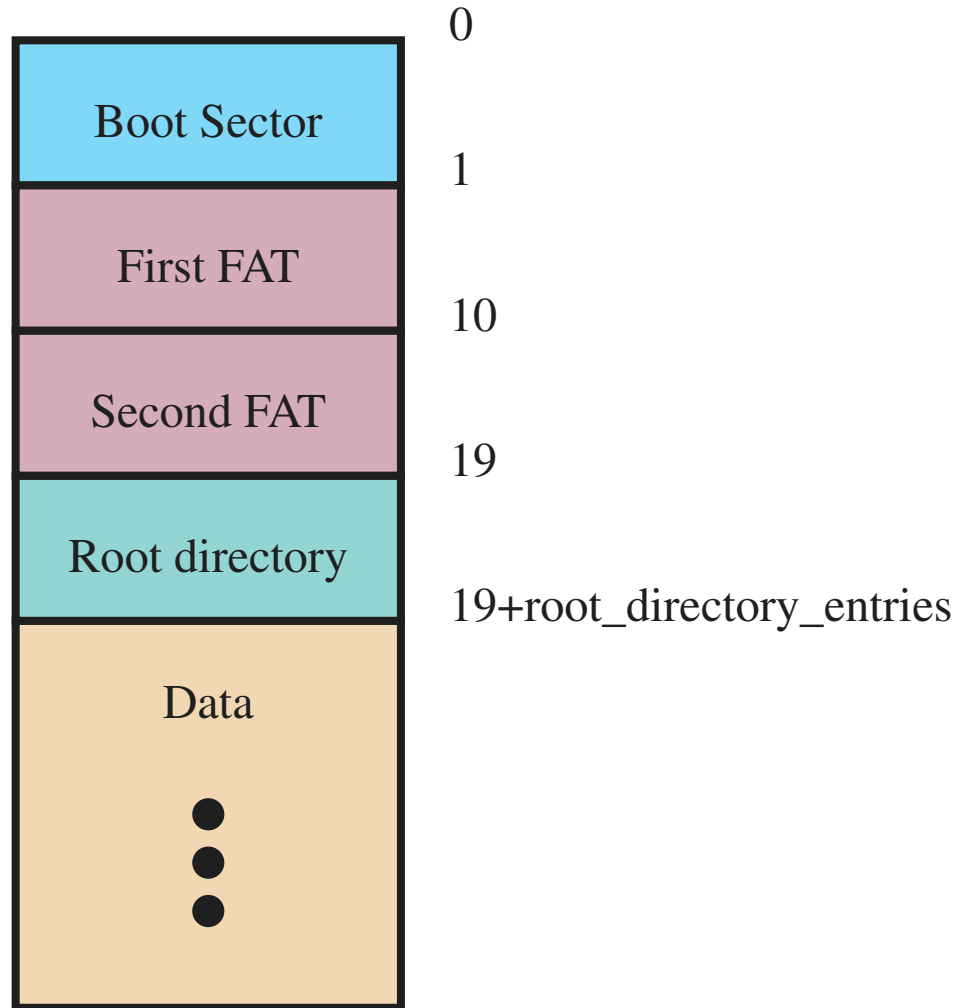 0
Boot Sector
1
First FAT
10
Second FAT
19
Root directory
19+root_directory_entries
Data